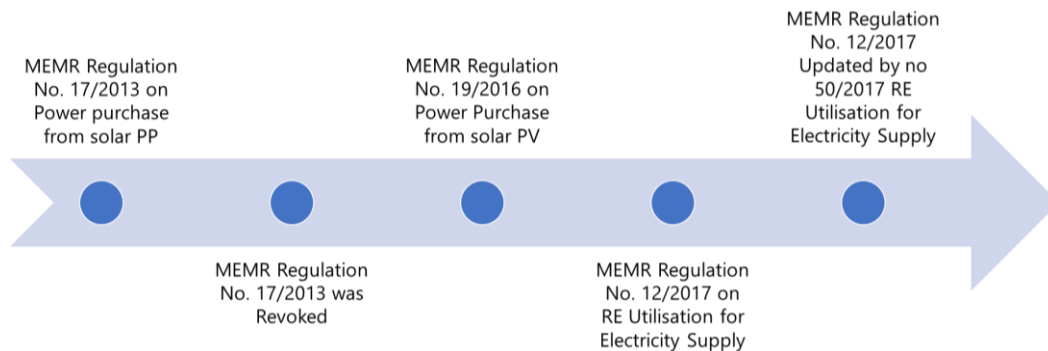 MEMR Regulation
No. 17/2013 on
Power purchase
from solar PP
MEMR Regulation
No. 17/2013 was
Revoked
MEMR Regulation
No. 19/2016 on
Power Purchase
from solar PV
MEMR Regulation
No. 12/2017 on
RE Utilisation for
Electricity Supply
MEMR Regulation
No. 12/2017
Updated by no
50/2017 RE
Utilisation for
Electricity Supply